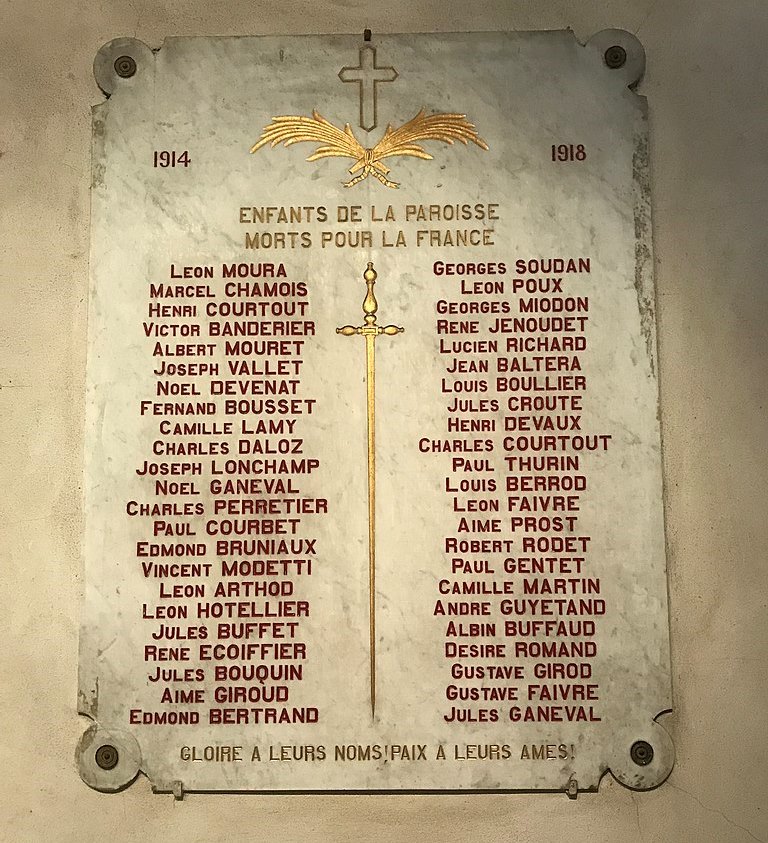 1914
1918
ENFANTS DE LA PAROISSE
MORTS POUR LA FRANCE
LEON MOURA
MARCEL CHAMOIS
HENRI COURTOUT
VICTOR BANDERIER
ALBERT MOURET
JOSEPH VALLET
NOEL DEVENAT
FERNAND BOUSSET
CAMILLE LAMY
CHARLES DALOZ
JOSEPH LONCHAMP
NOEL GANEVAL
CHARLES PERRETIER
PAUL COURBET
EDMOND BRUNIAUX
VINCENT MODETTI
LEON ARTHOD
LEON HOTELLIER
JULES BUFFET
RENE ECOIFFIER
JULES BOUQUIN
AIME GIROUD
EDMOND BERTRAND
GEORGES SOUDAN
LEON POUX
GEORGES MIODON
RENE JENOUDET
LUCIEN RICHARD
JEAN BALTERA
LOUIS BOULLIER
JULES CROUTE
HENRI DEVAUX
CHARLES COURTOUT
PAUL THURIN
LOUIS BERROD
LEON FAIVRE
AIME PROST
ROBERT RODET
PAUL GENTET
CAMILLE MARTIN
ANDRE GUYETAND
ALBIN BUFFAUD
DESIRE ROMAND
GUSTAVE GIROD
GUSTAVE FAIVRE
JULES GANEVAL
GLOIRE A LEURS NOMS! PAIX A LEURS AMES!